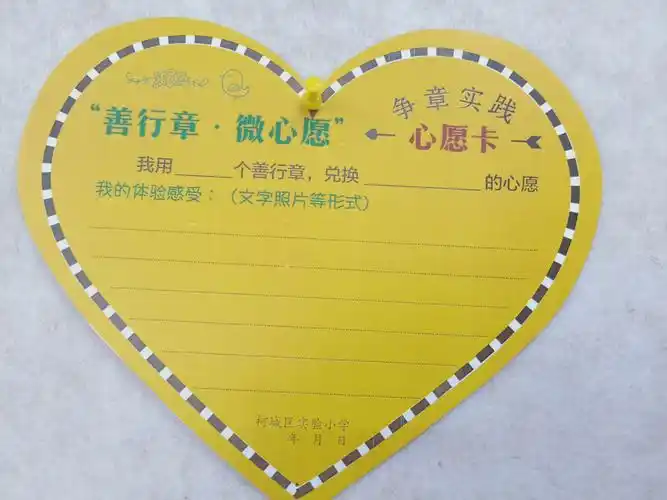 争章实践
“善行章·微心愿”
心愿卡
我用______个善行章，兑换____________的心愿
我的体验感受：（文字照片等形式）
柯城区实验小学
年 月 日